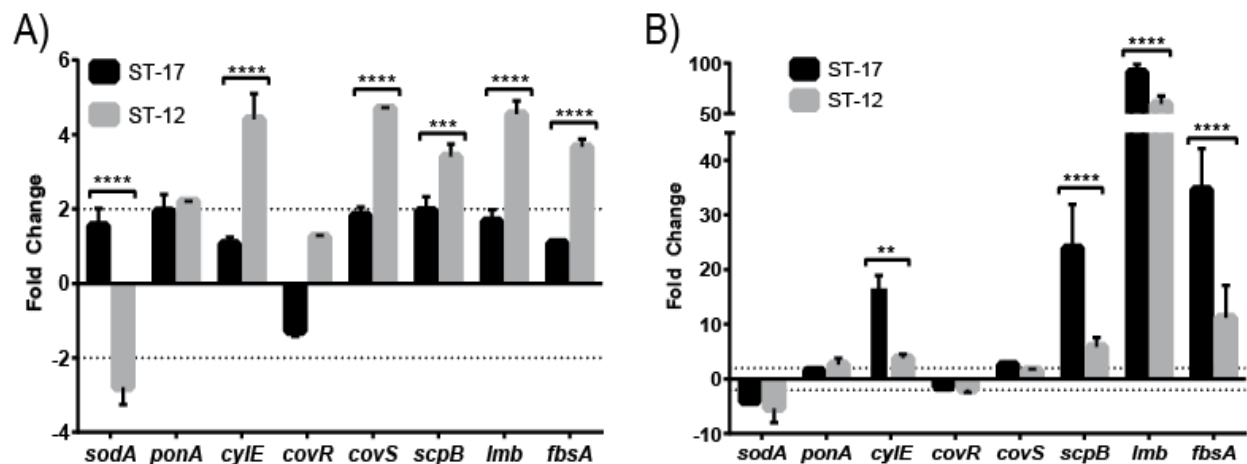 A)
ST-17
ST-12
Fold Change
6
4
2
0
-2
-4
****
****
****
***
****
****
sodA ponA cylE covR covS scpB lmb fbsA
B)
ST-17
ST-12
Fold Change
100
50
40
30
20
10
0
-10
**
****
****
****
sodA ponA cylE covR covS scpB lmb fbsA